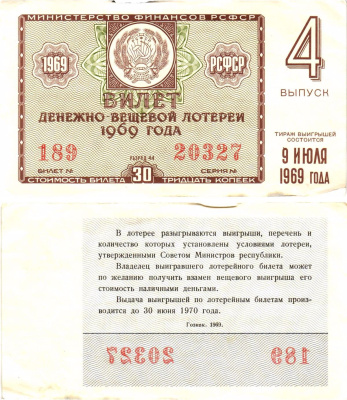 МИНИСТЕРСТВО ФИНАНСОВ РСФСР
1969
РСФСР
БИЛЕТ
ДЕНЕЖНО-ВЕЩЕВОЙ ЛОТЕРЕИ
1969 ГОДА
189
РАЗРЯД 44
20327
БИЛЕТ №
30
СЕРИЯ №
СТОИМОСТЬ БИЛЕТА
ТРИДЦАТЬ КОПЕЕК
4
ВЫПУСК
ТИРАЖ ВЫИГРЫШЕЙ
СОСТОИТСЯ
9 ИЮЛЯ
1969 ГОДА
В лотерее разыгрываются выигрыши, перечень и
количество которых установлены условиями лотереи,
утвержденными Советом Министров республики.
Владелец выигравшего лотерейного билета может
по желанию получить взамен вещевого выигрыша его
стоимость наличными деньгами.
Выдача выигрышей по лотерейным билетам произ-
водится до 30 июня 1970 года.
Гознак. 1969.
20327
189